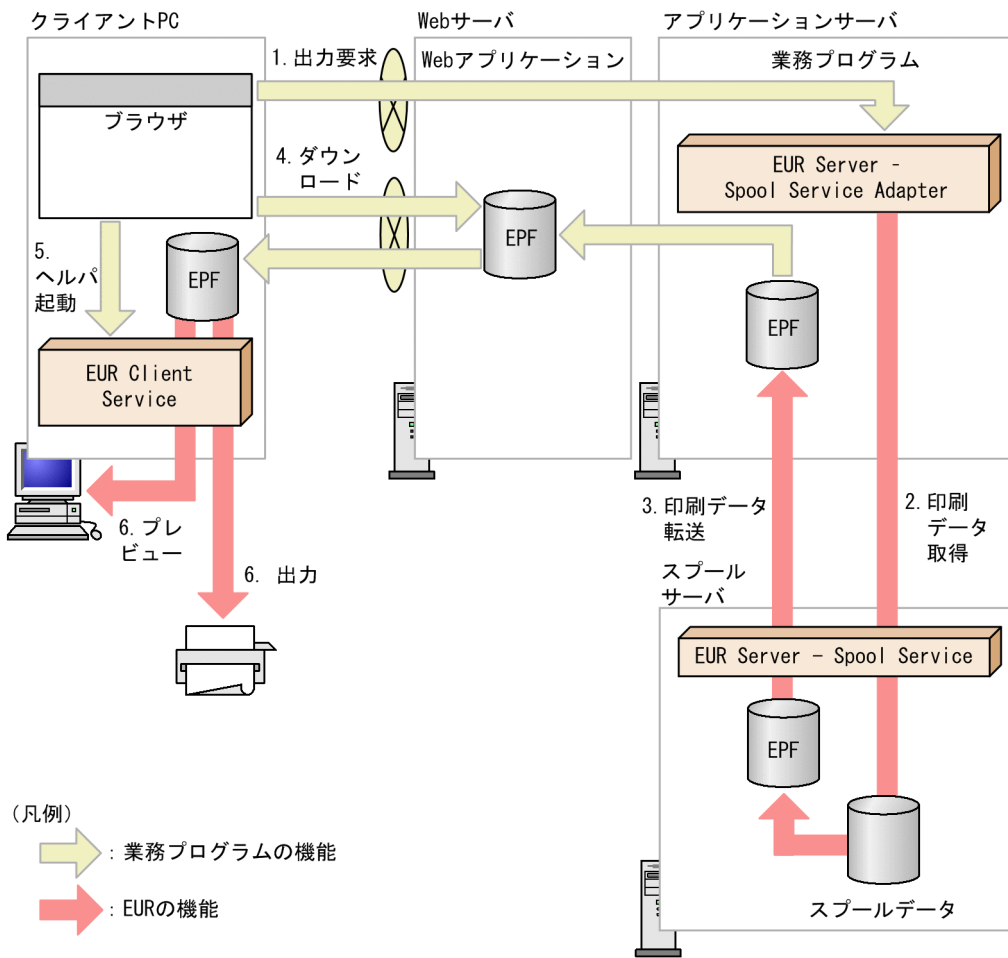 クライアントPC
Webサーバ
アプリケーションサーバ
1. 出力要求
Webアプリケーション
業務プログラム
ブラウザ
EUR Server -
Spool Service Adapter
4. ダウン
ロード
EPF
EPF
5.
ヘルパ
起動
EPF
EUR Client
Service
6. プレ
ビュー
6. 出力
3. 印刷データ
転送
2. 印刷
データ
取得
スプール
サーバ
EUR Server － Spool Service
EPF
スプールデータ
（凡例）
：業務プログラムの機能
：EURの機能